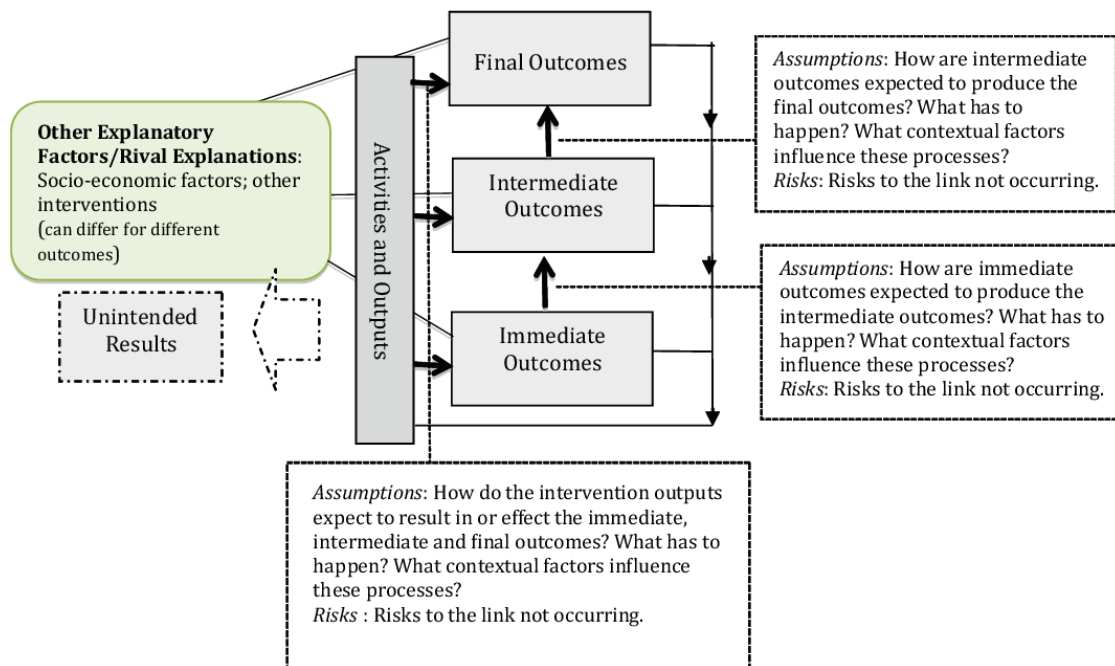 Final Outcomes
Assumptions: How are intermediate
outcomes expected to produce the
final outcomes? What has to
happen? What contextual factors
influence these processes?
Risks: Risks to the link not occurring.
Other Explanatory
Factors/Rival Explanations:
Socio-economic factors; other
interventions
(can differ for different
outcomes)
Activities and Outputs
Intermediate
Outcomes
Assumptions: How are immediate
outcomes expected to produce the
intermediate outcomes? What has to
happen? What contextual factors
influence these processes?
Risks: Risks to the link not occurring.
Unintended
Results
Immediate
Outcomes
Assumptions: How do the intervention outputs
expect to result in or effect the immediate,
intermediate and final outcomes? What has to
happen? What contextual factors influence
these processes?
Risks : Risks to the link not occurring.